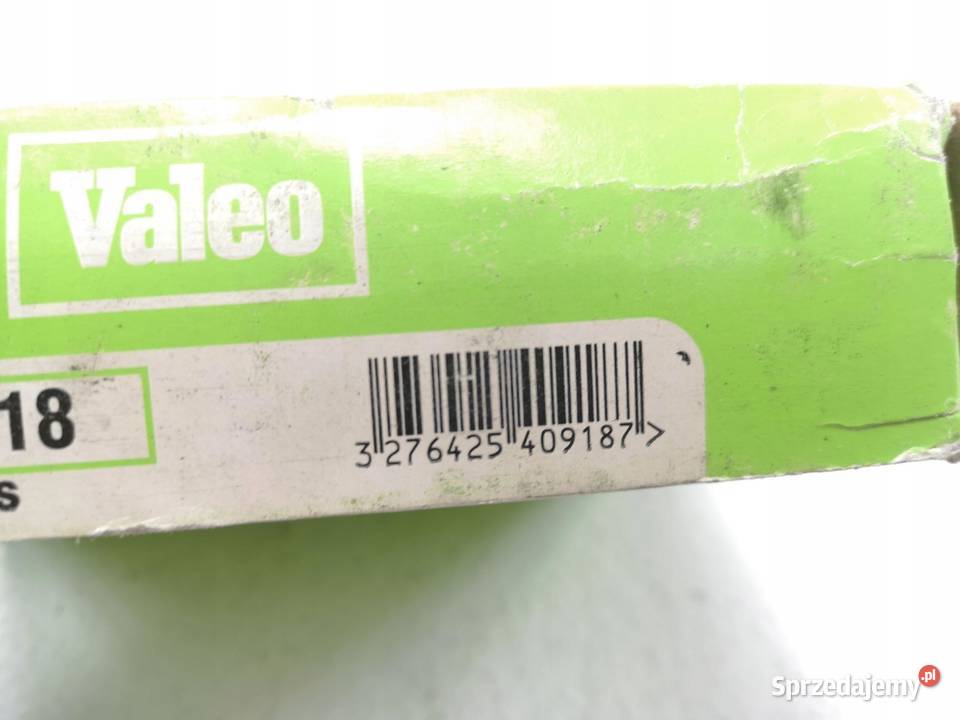 Valeo
18
s
3 276425 409187 >
Sprzedajemy.pl